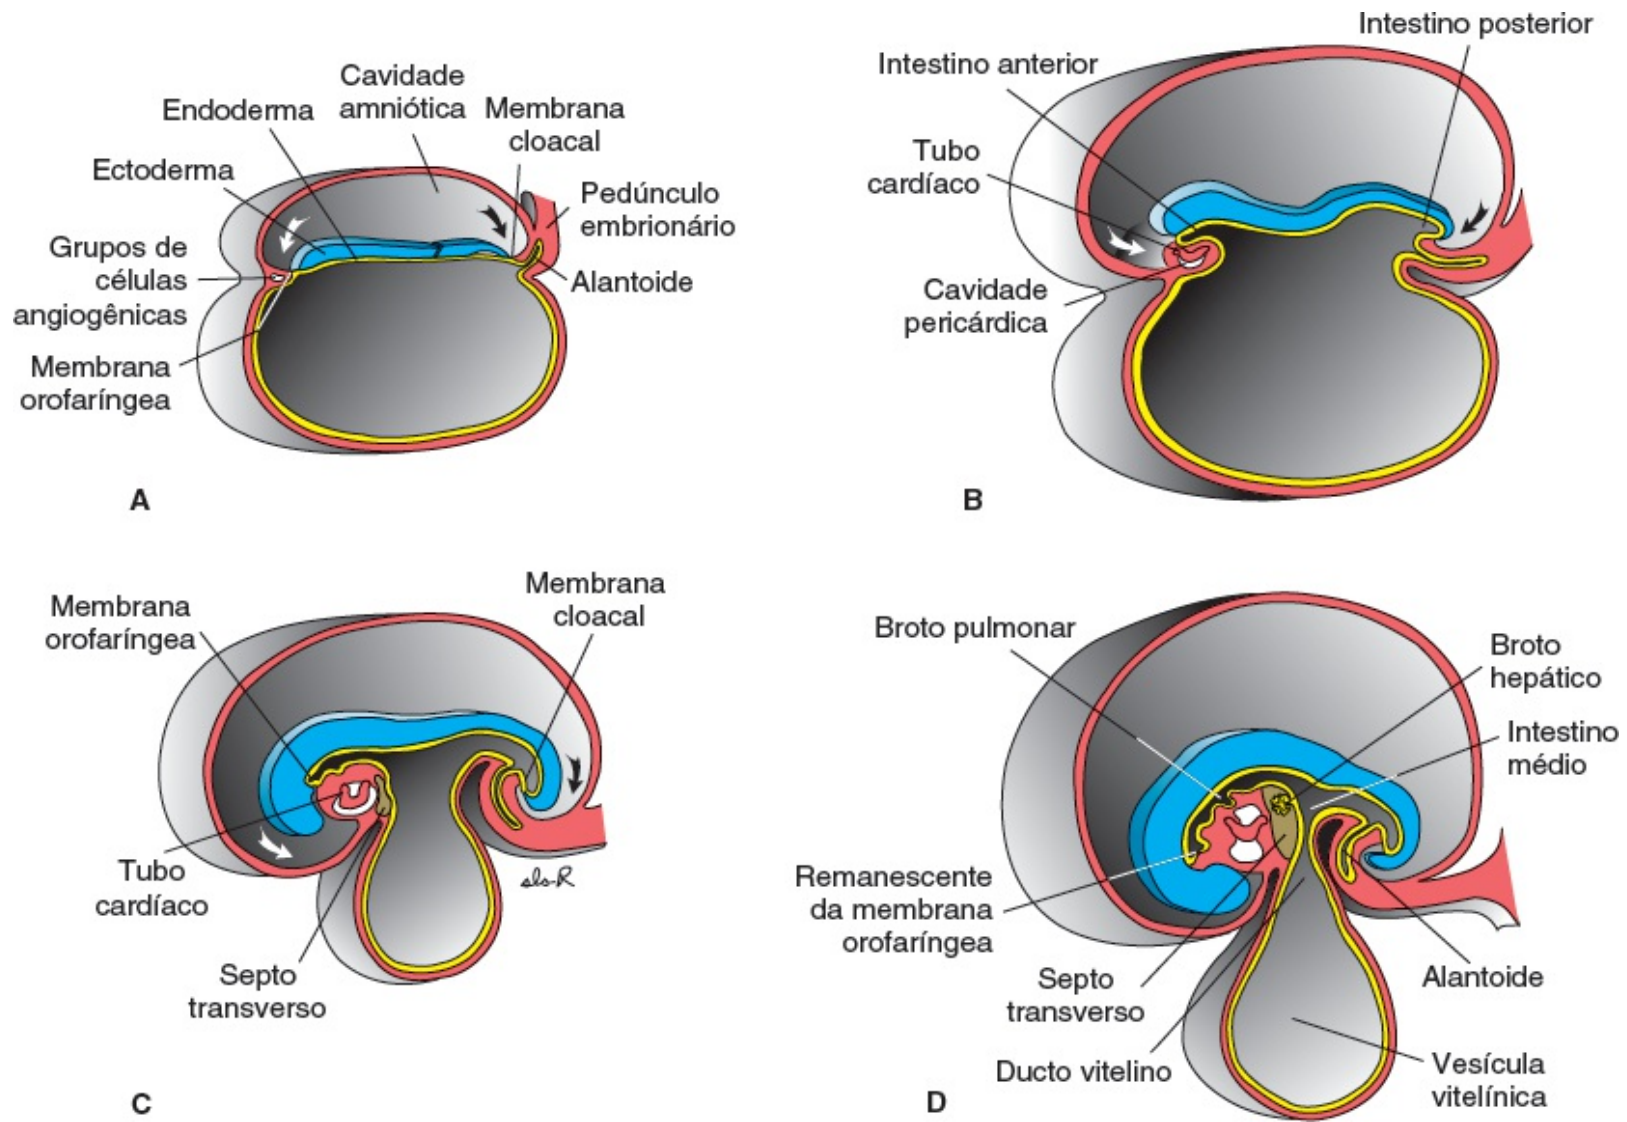 Cavidade
amniótica
Endoderma
Membrana
cloacal
Ectoderma
Pedúnculo
embrionário
Grupos de
células
angiogênicas
Alantoide
Membrana
orofaríngea
A
Intestino posterior
Intestino anterior
Tubo
cardíaco
Cavidade
pericárdica
B
Membrana
orofaríngea
Membrana
cloacal
Tubo
cardíaco
Septo
transverso
sls-R
C
Broto pulmonar
Broto
hepático
Intestino
médio
Remanescente
da membrana
orofaríngea
Septo
transverso
Alantoide
Ducto vitelino
Vesícula
vitelínica
D